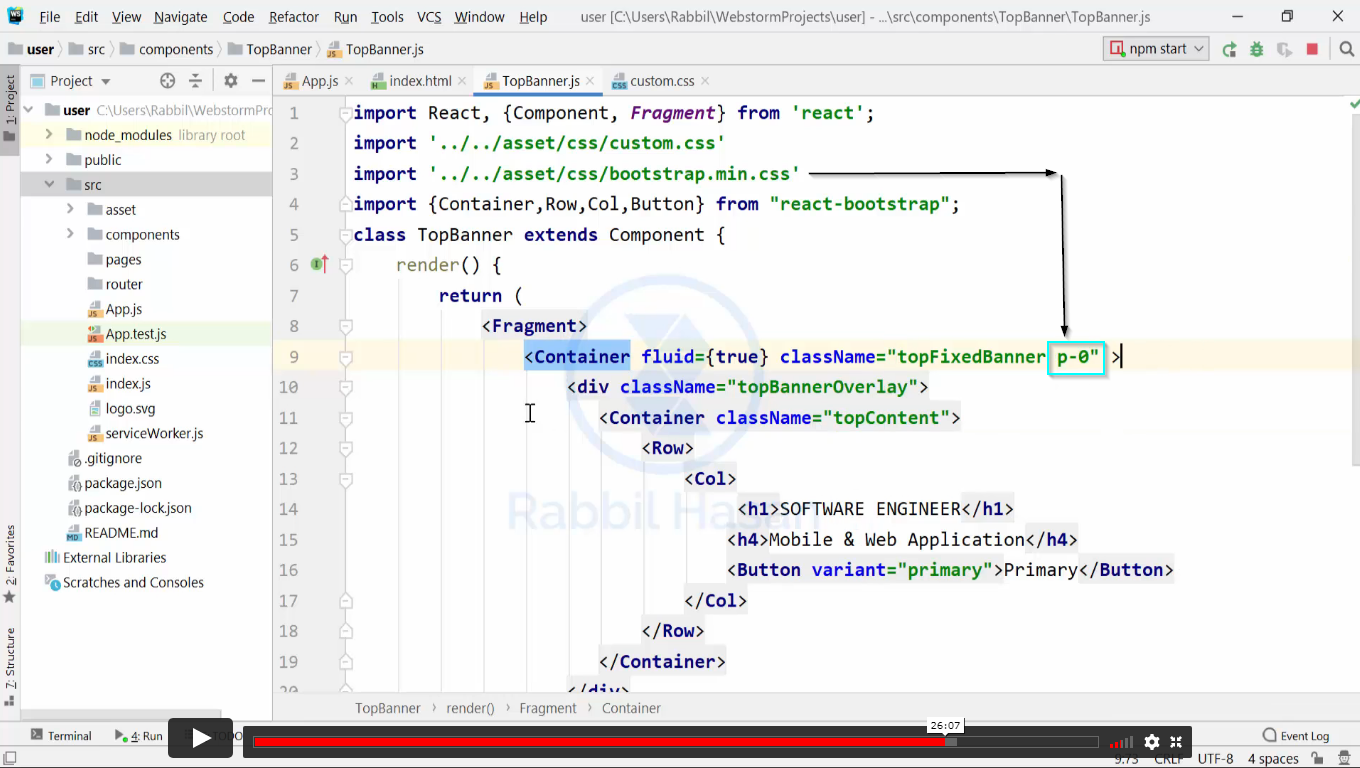 WS File Edit View Navigate Code Refactor Run Tools VCS Window Help user [C:\Users\Rabbil\WebstormProjects\user] - ...\src\components\TopBanner\TopBanner.js
user src components TopBanner TopBanner.js npm start
Project App.js index.html TopBanner.js custom.css
1: Project
user C:\Users\Rabbil\WebstormPro
node_modules library root
public
src
asset
components
pages
router
App.js
App.test.js
index.css
index.js
logo.svg
serviceWorker.js
.gitignore
package.json
package-lock.json
README.md
External Libraries
Scratches and Consoles
2: Favorites
7: Structure
1 import React, {Component, Fragment} from 'react';
2 import '../../asset/css/custom.css'
3 import '../../asset/css/bootstrap.min.css'
4 import {Container,Row,Col,Button} from "react-bootstrap";
5 class TopBanner extends Component {
6 render() {
7 return (
8 <Fragment>
9 <Container fluid={true} className="topFixedBanner p-0" >
10 <div className="topBannerOverlay">
11 <Container className="topContent">
12 <Row>
13 <Col>
14 <h1>SOFTWARE ENGINEER</h1>
15 <h4>Mobile & Web Application</h4>
16 <Button variant="primary">Primary</Button>
17 </Col>
18 </Row>
19 </Container>
20 </div>
Rabbil Hasan
TopBanner render() Fragment Container
26:07
Terminal 4: Run TODO Event Log
9:73 CRLF UTF-8 4 spaces